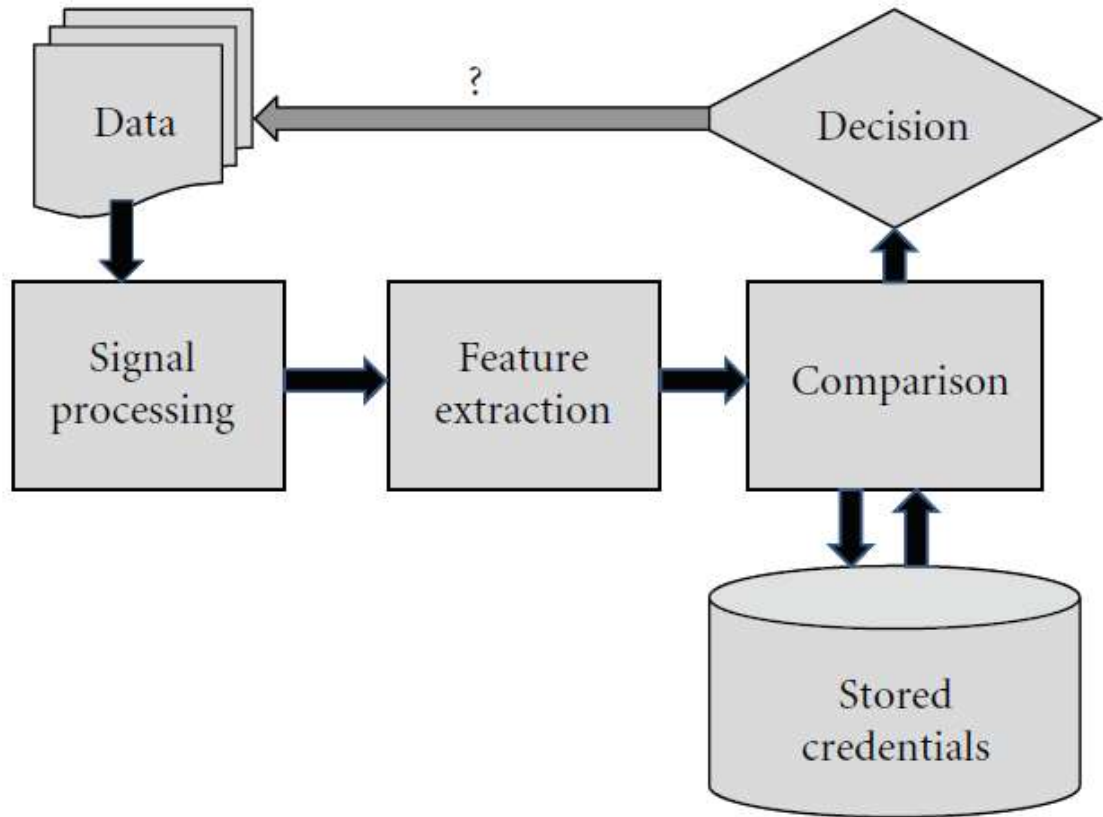 Data
?
Decision
Signal
processing
Feature
extraction
Comparison
Stored
credentials